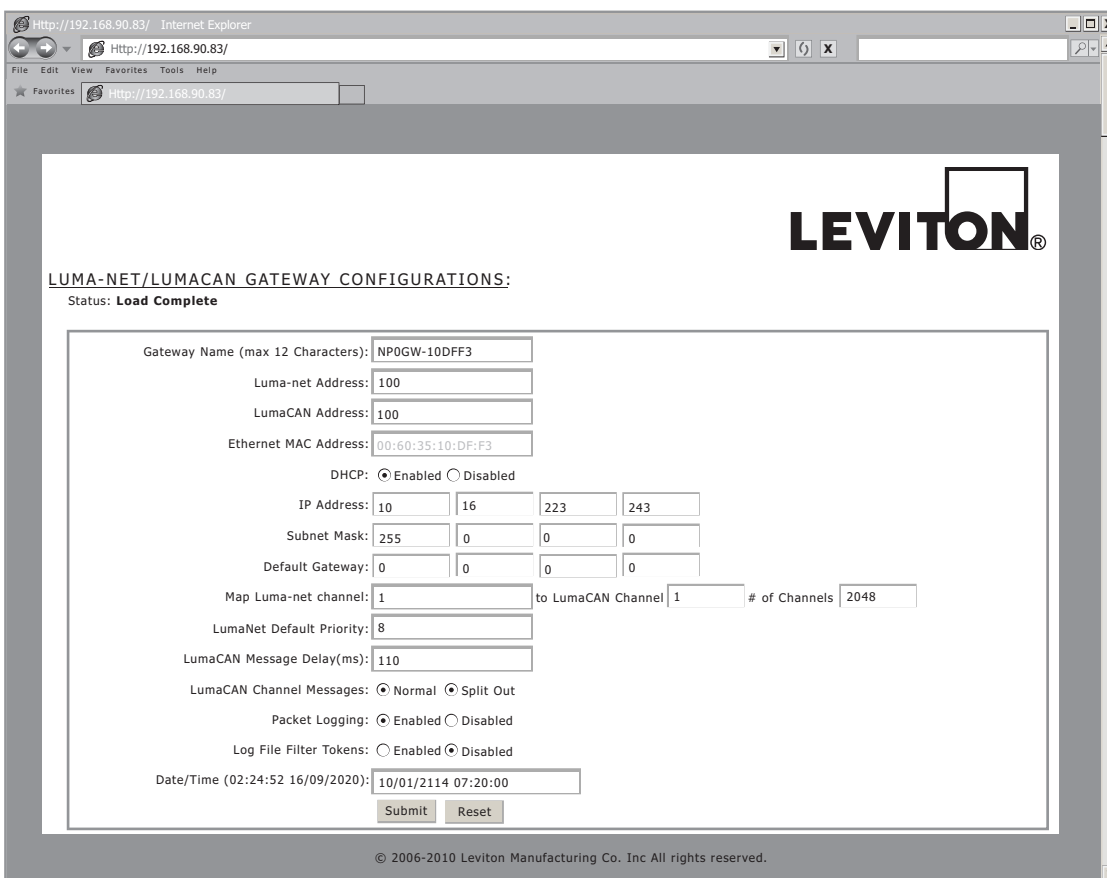 Http://192.168.90.83/ Internet Explorer
Http://192.168.90.83/
X
File Edit View Favorites Tools Help
Favorites
Http://192.168.90.83/
LEVITON®
LUMA-NET/LUMACAN GATEWAY CONFIGURATIONS:
Status: Load Complete
Gateway Name (max 12 Characters): NP0GW-10DFF3
Luma-net Address: 100
LumaCAN Address: 100
Ethernet MAC Address: 00:60:35:10:DF:F3
DHCP: Enabled Disabled
IP Address: 10 16 223 243
Subnet Mask: 255 0 0 0
Default Gateway: 0 0 0 0
Map Luma-net channel: 1 to LumaCAN Channel 1 # of Channels 2048
LumaNet Default Priority: 8
LumaCAN Message Delay(ms): 110
LumaCAN Channel Messages: Normal Split Out
Packet Logging: Enabled Disabled
Log File Filter Tokens: Enabled Disabled
Date/Time (02:24:52 16/09/2020): 10/01/2114 07:20:00
Submit Reset
© 2006-2010 Leviton Manufacturing Co. Inc All rights reserved.